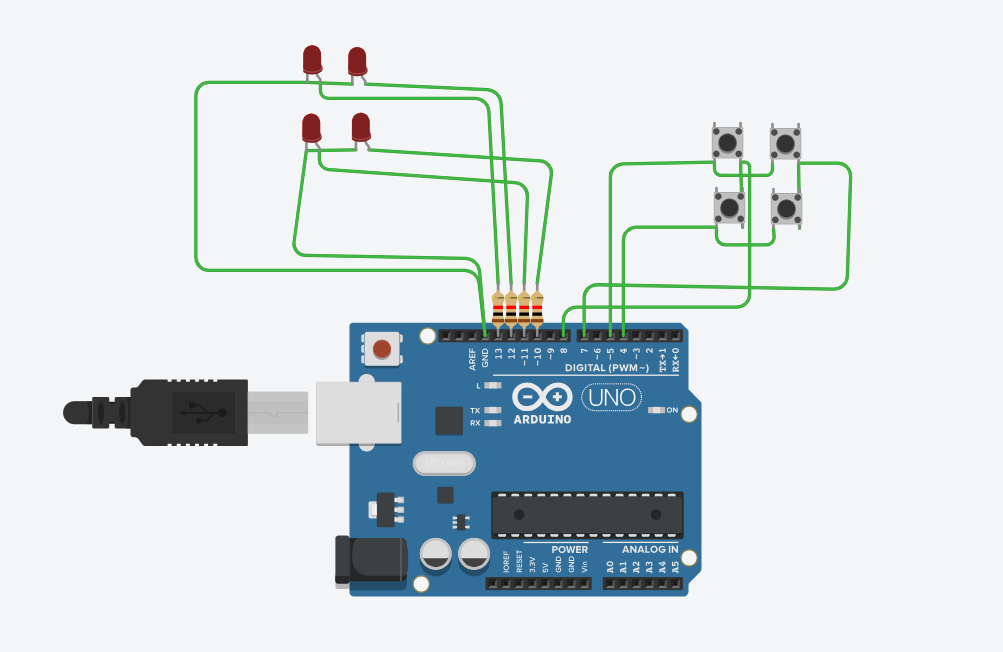 AREF
GND
13
12
~11
~10
~9
8
7
~6
~5
4
~3
2
TX→1
RX←0
DIGITAL (PWM~)
L
TX
RX
ARDUINO
UNO
ON
POWER
ANALOG IN
IOREF
RESET
3.3V
5V
GND
GND
Vin
A0
A1
A2
A3
A4
A5